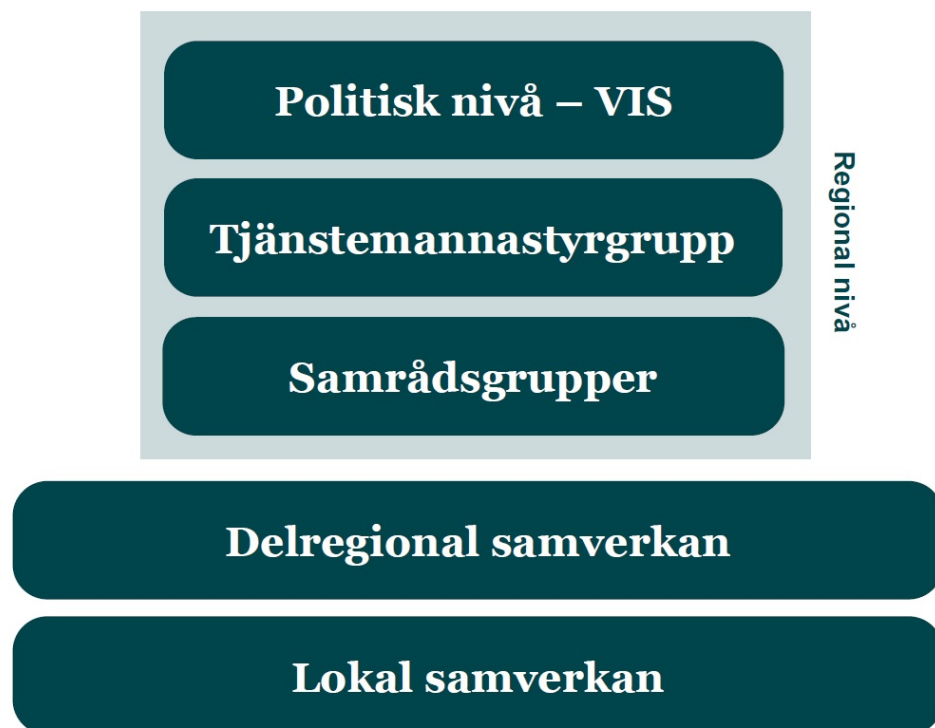 Politisk nivå – VIS
Tjänstemannastyrgrupp
Samrådsgrupper
Regional nivå
Delregional samverkan
Lokal samverkan